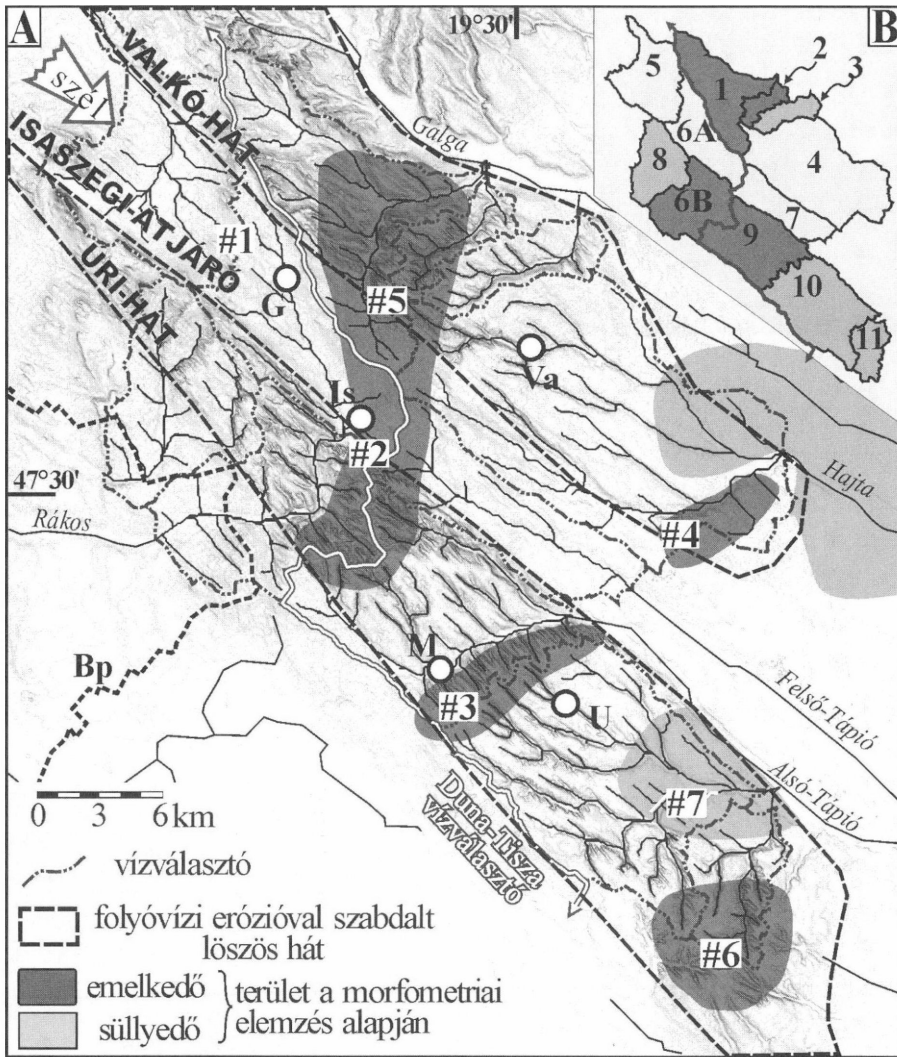 A
19°30'
B
szél
VALKÓ-HÁT
ISASZEGI-ÁTJÁRÓ
ÚRI-HÁT
Galga
5
1
2
3
6A
4
8
6B
7
9
10
11
#1
G
#5
Va
Is
#2
47°30'
Rákos
Hajta
#4
Bp
M
#3
U
Felső-Tápió
Alsó-Tápió
#7
#6
Duna-Tisza
vízválasztó
0 3 6 km
vízválasztó
folyóvízi erózióval szabdalt
löszös hát
emelkedő
süllyedő
terület a morfometriai
elemzés alapján